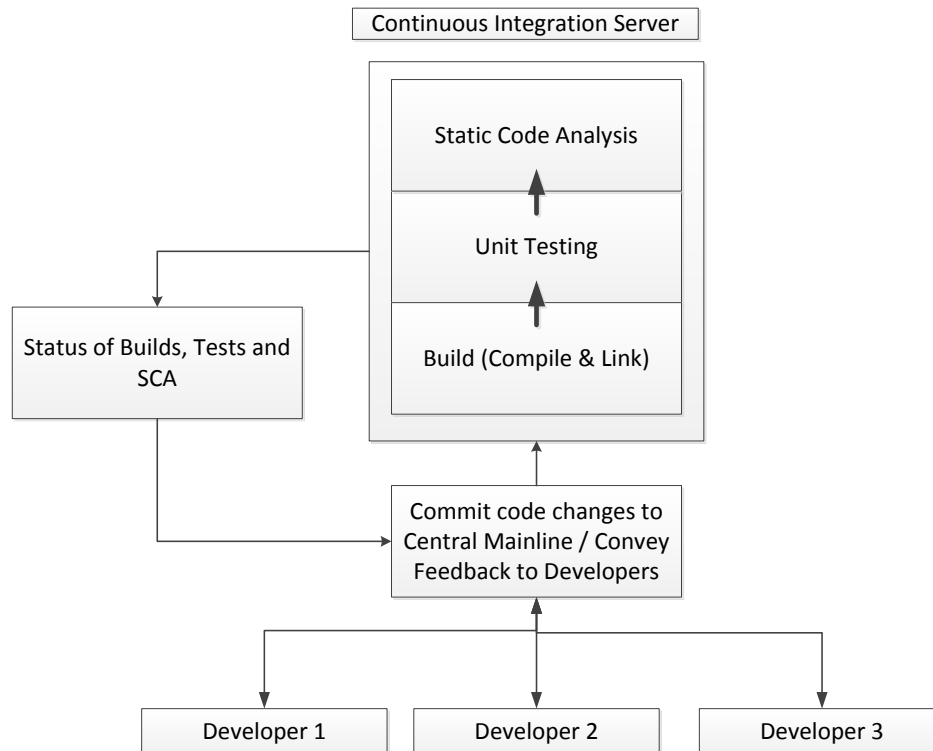 Continuous Integration Server
Static Code Analysis
Unit Testing
Build (Compile & Link)
Status of Builds, Tests and
SCA
Commit code changes to
Central Mainline / Convey
Feedback to Developers
Developer 1
Developer 2
Developer 3